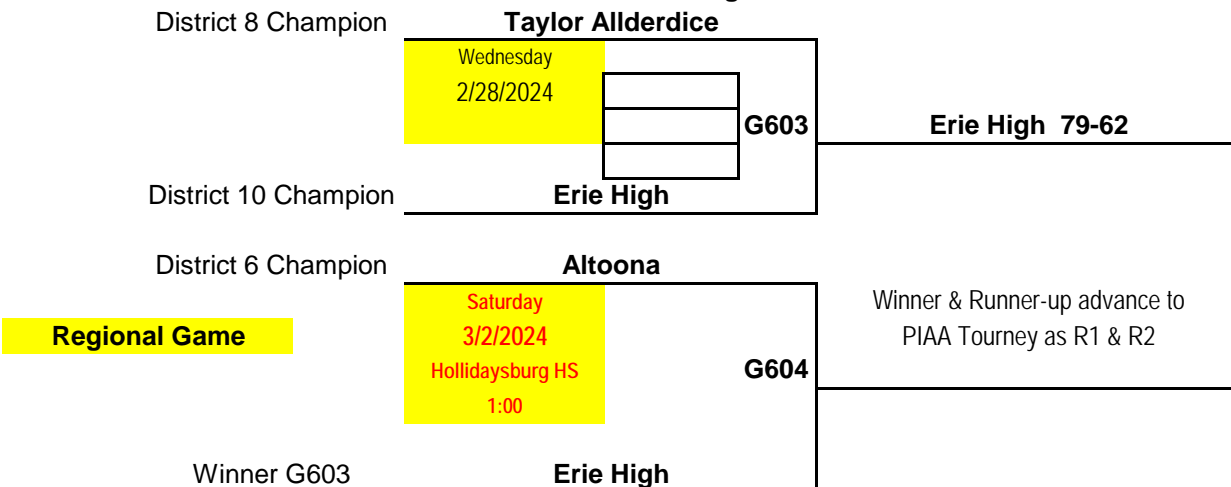 District 8 Champion Taylor Allderdice
Wednesday
2/28/2024
G603 Erie High 79-62
District 10 Champion Erie High
District 6 Champion Altoona
Saturday Winner & Runner-up advance to
Regional Game 3/2/2024 PIAA Tourney as R1 & R2
Hollidaysburg HS G604
1:00
Winner G603 Erie High